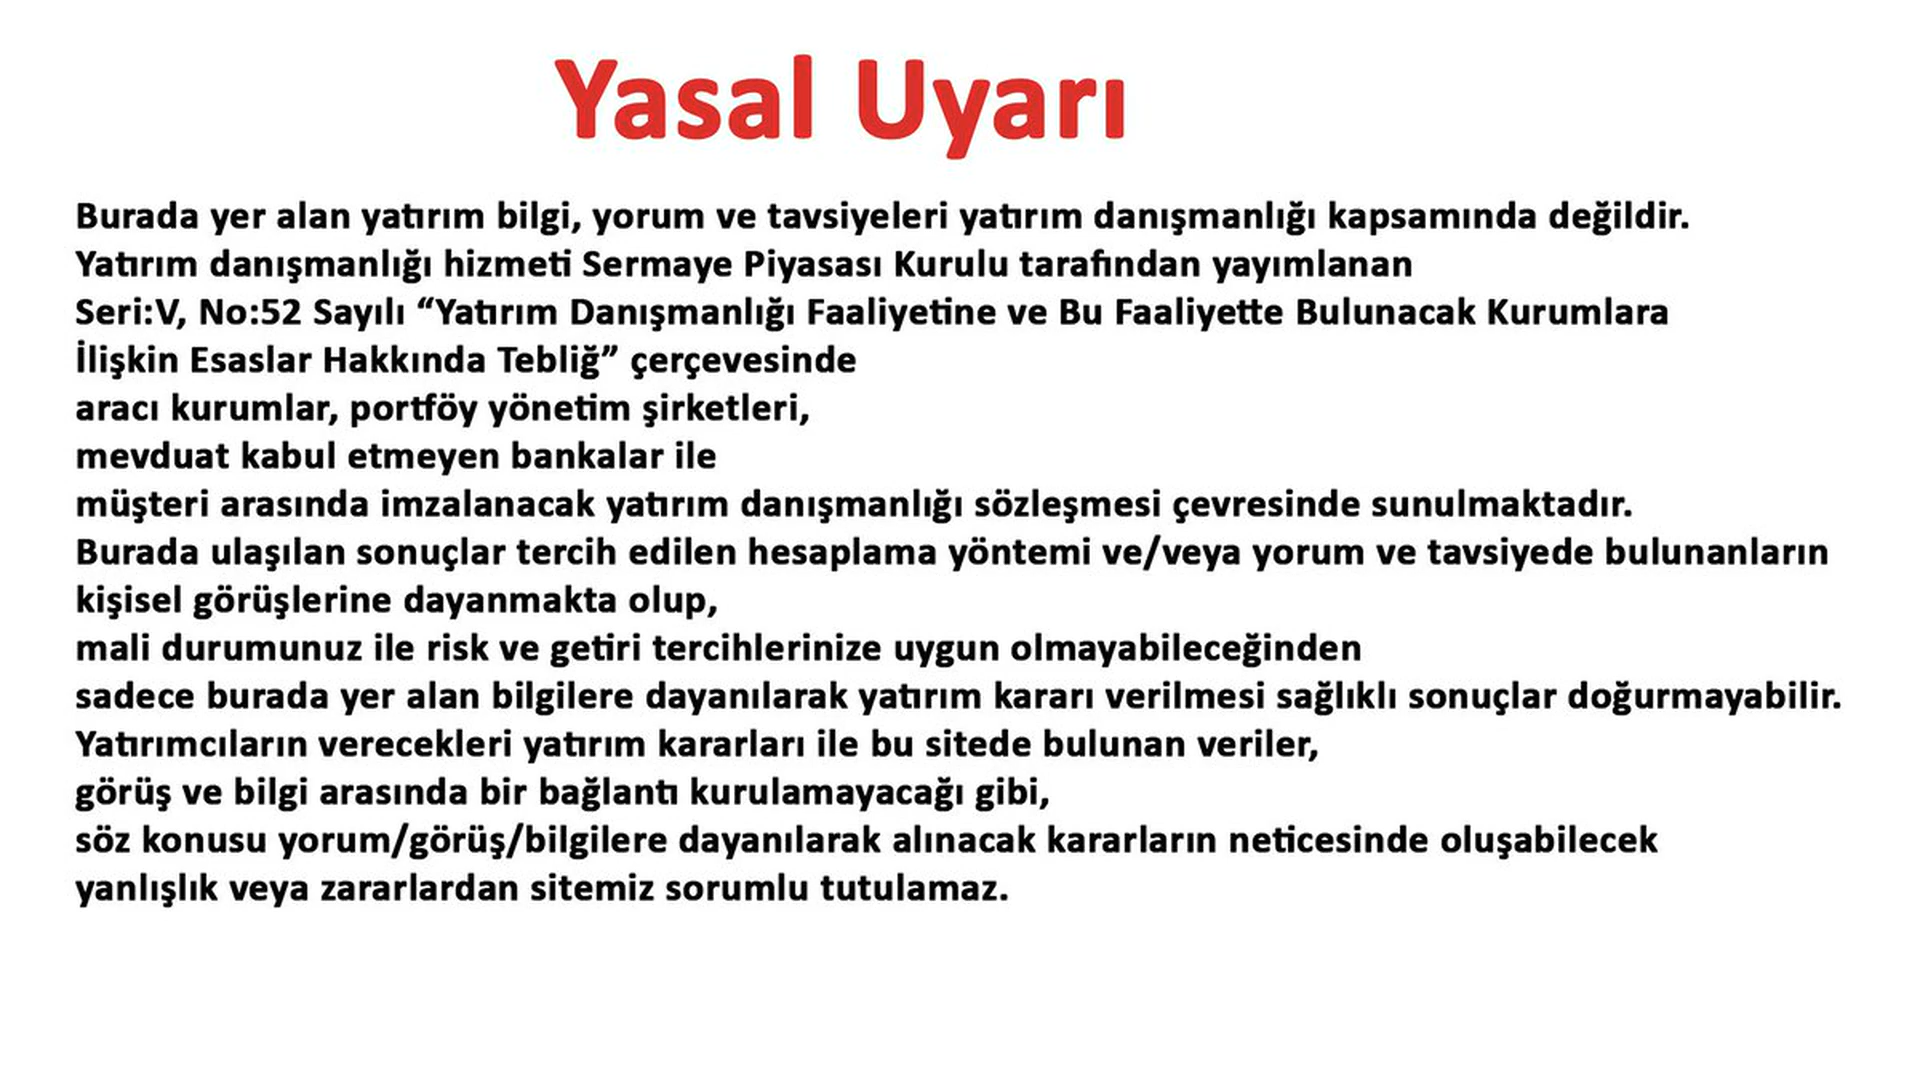 Yasal Uyarı
Burada yer alan yatırım bilgi, yorum ve tavsiyeleri yatırım danışmanlığı kapsamında değildir.
Yatırım danışmanlığı hizmeti Sermaye Piyasası Kurulu tarafından yayımlanan
Seri:V, No:52 Sayılı “Yatırım Danışmanlığı Faaliyetine ve Bu Faaliyette Bulunacak Kurumlara
İlişkin Esaslar Hakkında Tebliğ” çerçevesinde
aracı kurumlar, portföy yönetim şirketleri,
mevduat kabul etmeyen bankalar ile
müşteri arasında imzalanacak yatırım danışmanlığı sözleşmesi çevresinde sunulmaktadır.
Burada ulaşılan sonuçlar tercih edilen hesaplama yöntemi ve/veya yorum ve tavsiyede bulunanların
kişisel görüşlerine dayanmakta olup,
mali durumunuz ile risk ve getiri tercihlerinize uygun olmayabileceğinden
sadece burada yer alan bilgilere dayanılarak yatırım kararı verilmesi sağlıklı sonuçlar doğurmayabilir.
Yatırımcıların verecekleri yatırım kararları ile bu sitede bulunan veriler,
görüş ve bilgi arasında bir bağlantı kurulamayacağı gibi,
söz konusu yorum/görüş/bilgilere dayanılarak alınacak kararların neticesinde oluşabilecek
yanlışlık veya zararlardan sitemiz sorumlu tutulamaz.